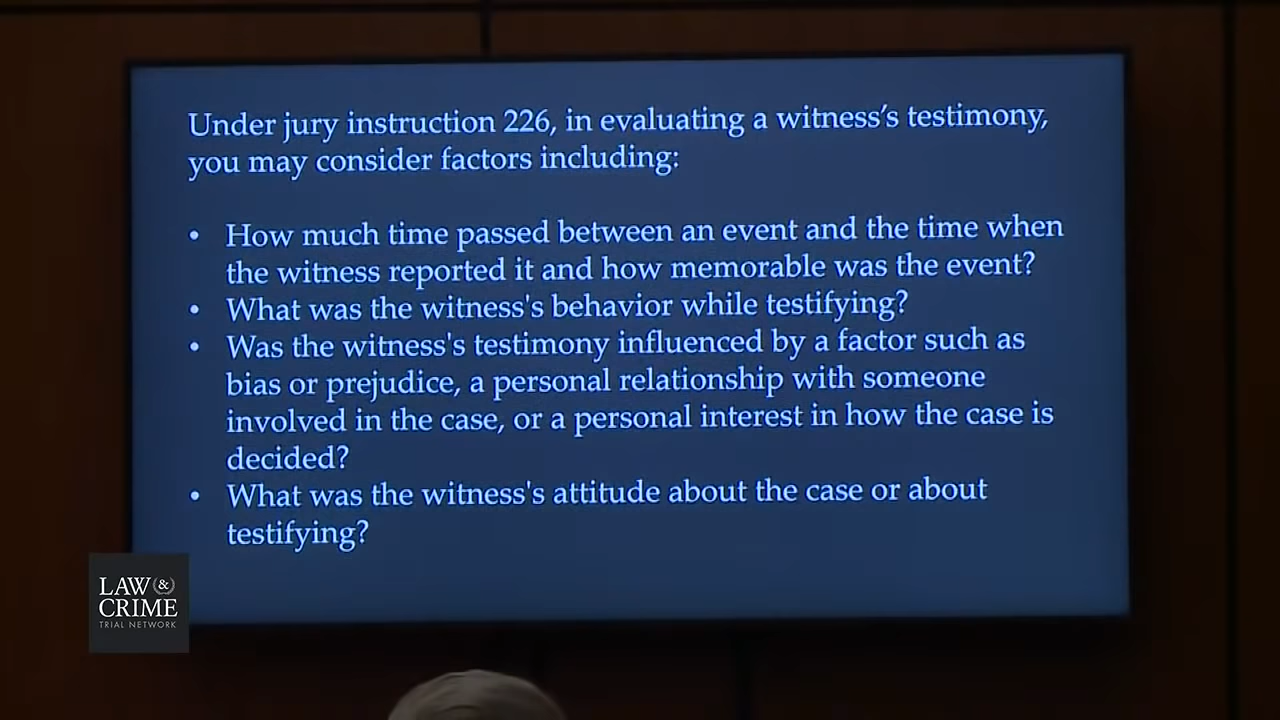 Under jury instruction 226, in evaluating a witness’s testimony,
you may consider factors including:
• How much time passed between an event and the time when
the witness reported it and how memorable was the event?
• What was the witness's behavior while testifying?
• Was the witness's testimony influenced by a factor such as
bias or prejudice, a personal relationship with someone
involved in the case, or a personal interest in how the case is
decided?
• What was the witness's attitude about the case or about
testifying?
LAW &
CRIME
TRIAL NETWORK